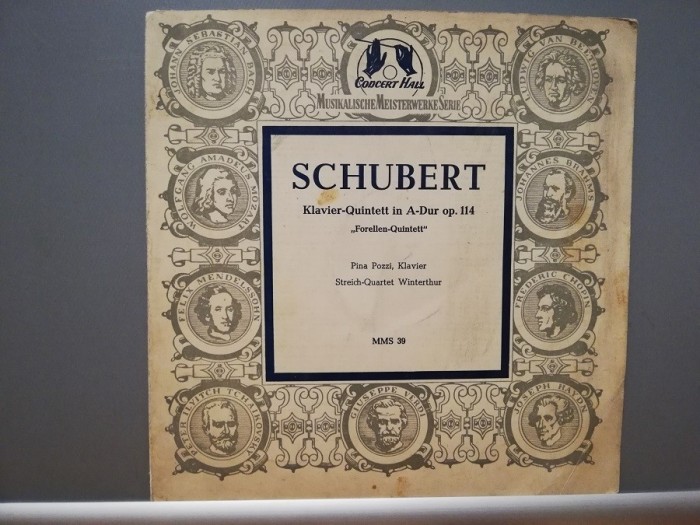 CONCERT HALL
MUSIKALISCHE MEISTERWERKE SERIE
JOHANN SEBASTIAN BACH
LUDWIG VAN BEETHOVEN
WOLFGANG AMADEUS MOZART
JOHANNES BRAHMS
FELIX MENDELSSOHN
FREDERIC CHOPIN
PETER ILJITCH TCHAIKOVSKY
GIUSEPPE VERDI
JOSEPH HAYDN
SCHUBERT
Klavier-Quintett in A-Dur op. 114
„Forellen-Quintett“
Pina Pozzi, Klavier
Streich-Quartet Winterthur
MMS 39